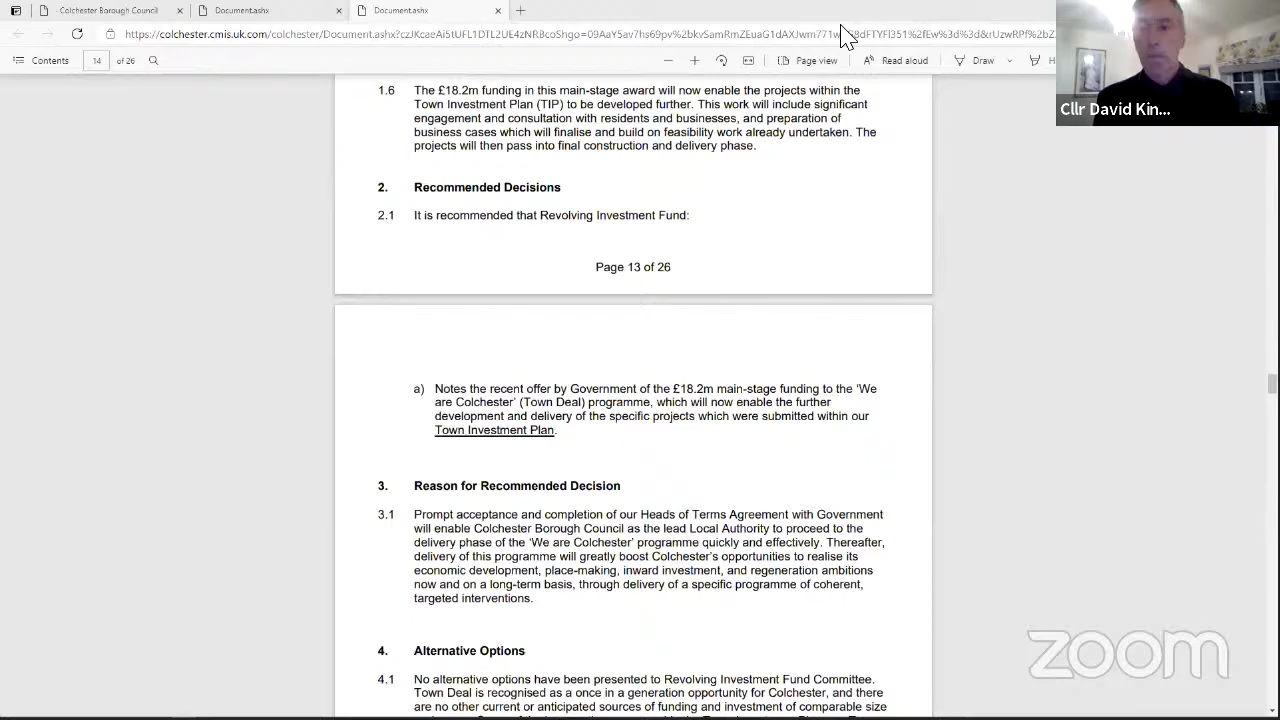 Colchester Borough Council
Document.ashx
Document.ashx
Contents
14
of 26
Page view
Read aloud
Draw
Cllr David Kin...
1.6 The £18.2m funding in this main-stage award will now enable the projects within the
Town Investment Plan (TIP) to be developed further. This work will include significant
engagement and consultation with residents and businesses, and preparation of
business cases which will finalise and build on feasibility work already undertaken. The
projects will then pass into final construction and delivery phase.
2. Recommended Decisions
2.1 It is recommended that Revolving Investment Fund:
Page 13 of 26
a) Notes the recent offer by Government of the £18.2m main-stage funding to the ‘We
are Colchester’ (Town Deal) programme, which will now enable the further
development and delivery of the specific projects which were submitted within our
Town Investment Plan.
3. Reason for Recommended Decision
3.1 Prompt acceptance and completion of our Heads of Terms Agreement with Government
will enable Colchester Borough Council as the lead Local Authority to proceed to the
delivery phase of the ‘We are Colchester’ programme quickly and effectively. Thereafter,
delivery of this programme will greatly boost Colchester’s opportunities to realise its
economic development, place-making, inward investment, and regeneration ambitions
now and on a long-term basis, through delivery of a specific programme of coherent,
targeted interventions.
4. Alternative Options
4.1 No alternative options have been presented to Revolving Investment Fund Committee.
Town Deal is recognised as a once in a generation opportunity for Colchester, and there
are no other current or anticipated sources of funding and investment of comparable size
zoom